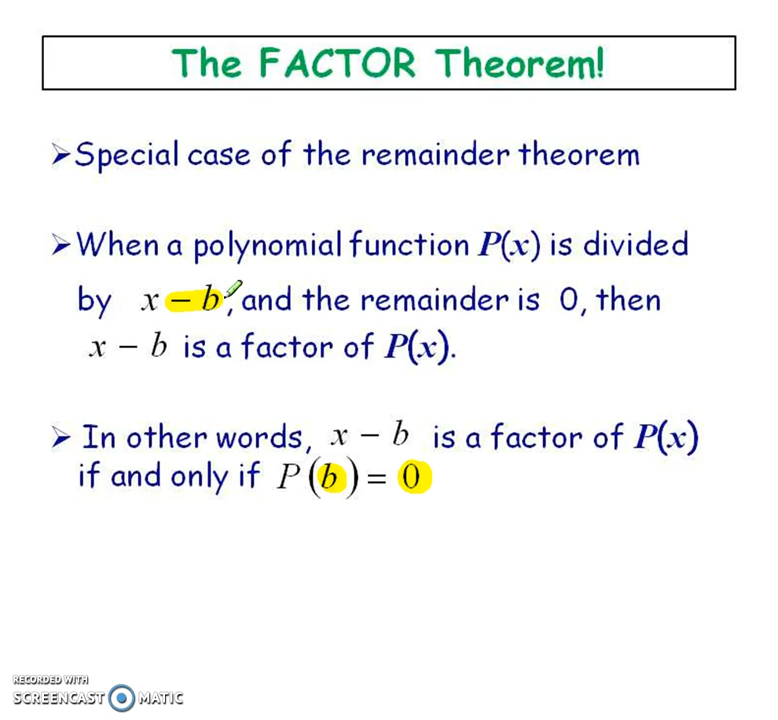 The FACTOR Theorem!
➢Special case of the remainder theorem
➢When a polynomial function P(x) is divided
by x − b, and the remainder is 0, then
x − b is a factor of P(x).
➢ In other words, x − b is a factor of P(x)
if and only if P(b) = 0
RECORDED WITH
SCREENCAST MATIC